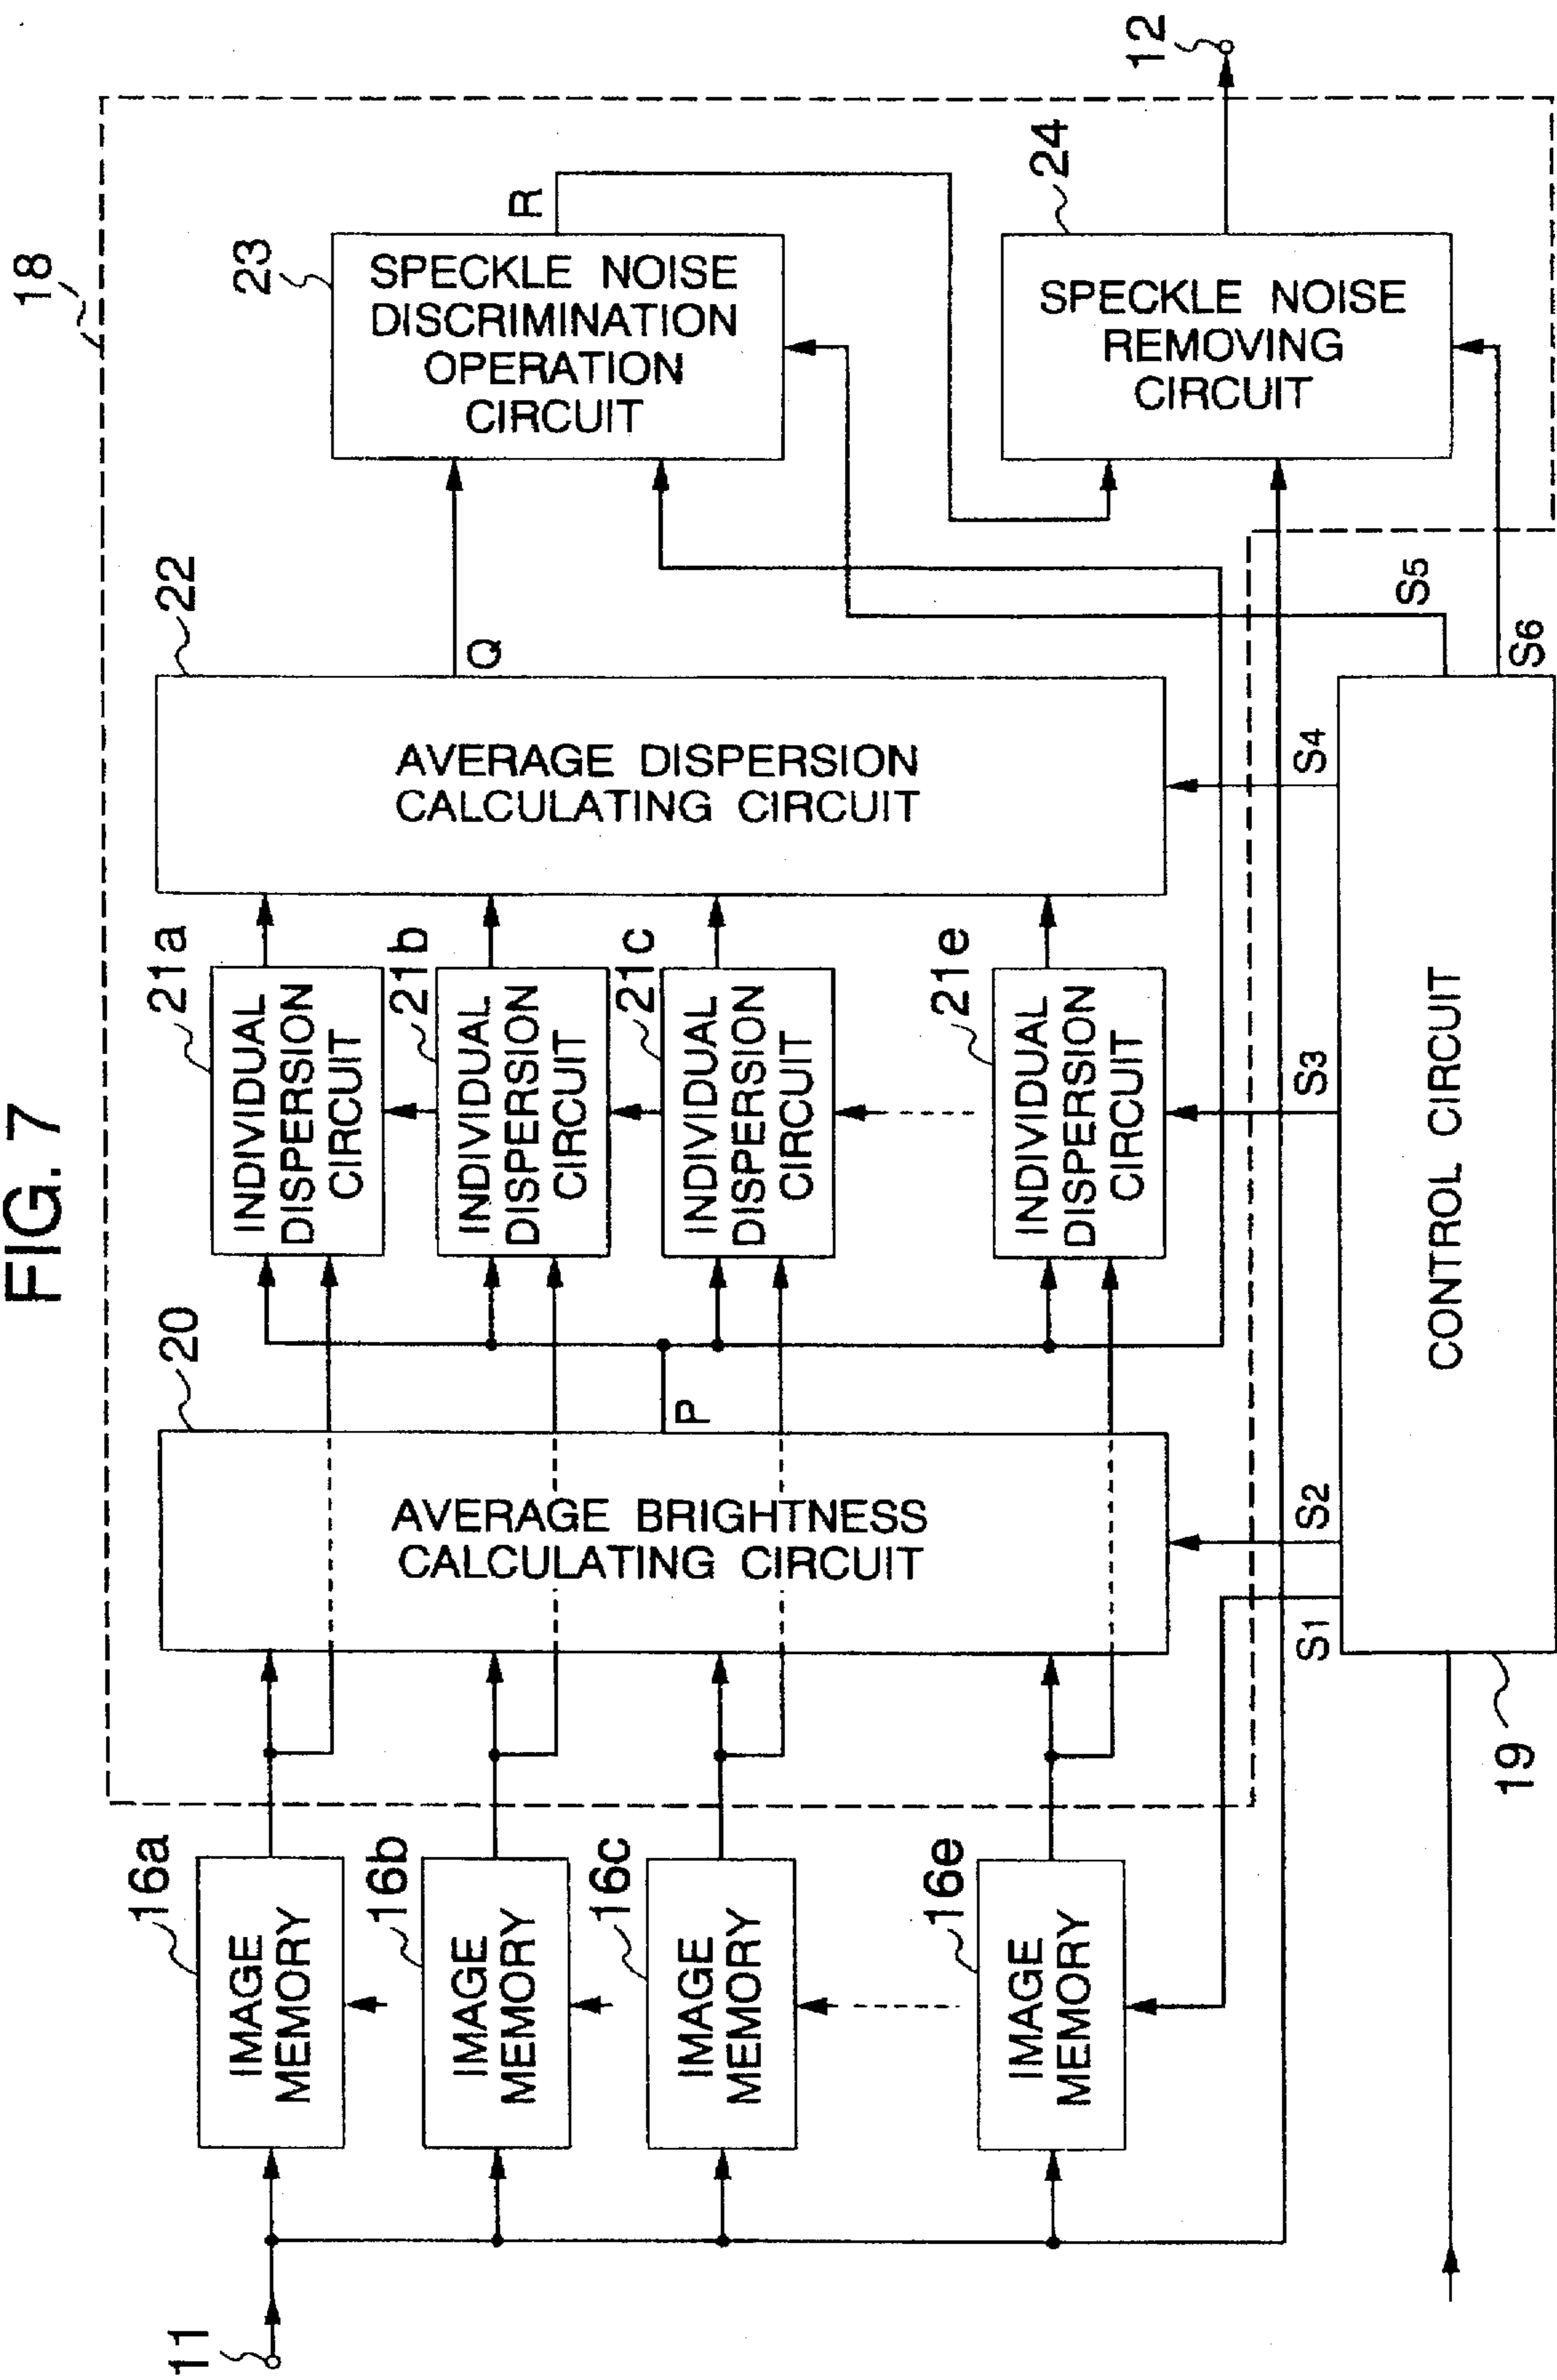 FIG. 7
18
11
12
16a
IMAGE
MEMORY
16b
IMAGE
MEMORY
16c
IMAGE
MEMORY
16e
IMAGE
MEMORY
20
AVERAGE BRIGHTNESS
CALCULATING CIRCUIT
P
21a
INDIVIDUAL
DISPERSION
CIRCUIT
21b
INDIVIDUAL
DISPERSION
CIRCUIT
21c
INDIVIDUAL
DISPERSION
CIRCUIT
21e
INDIVIDUAL
DISPERSION
CIRCUIT
22
AVERAGE DISPERSION
CALCULATING CIRCUIT
Q
23
SPECKLE NOISE
DISCRIMINATION
OPERATION
CIRCUIT
R
24
SPECKLE NOISE
REMOVING
CIRCUIT
S1
S2
S3
S4
S5
S6
19
CONTROL CIRCUIT